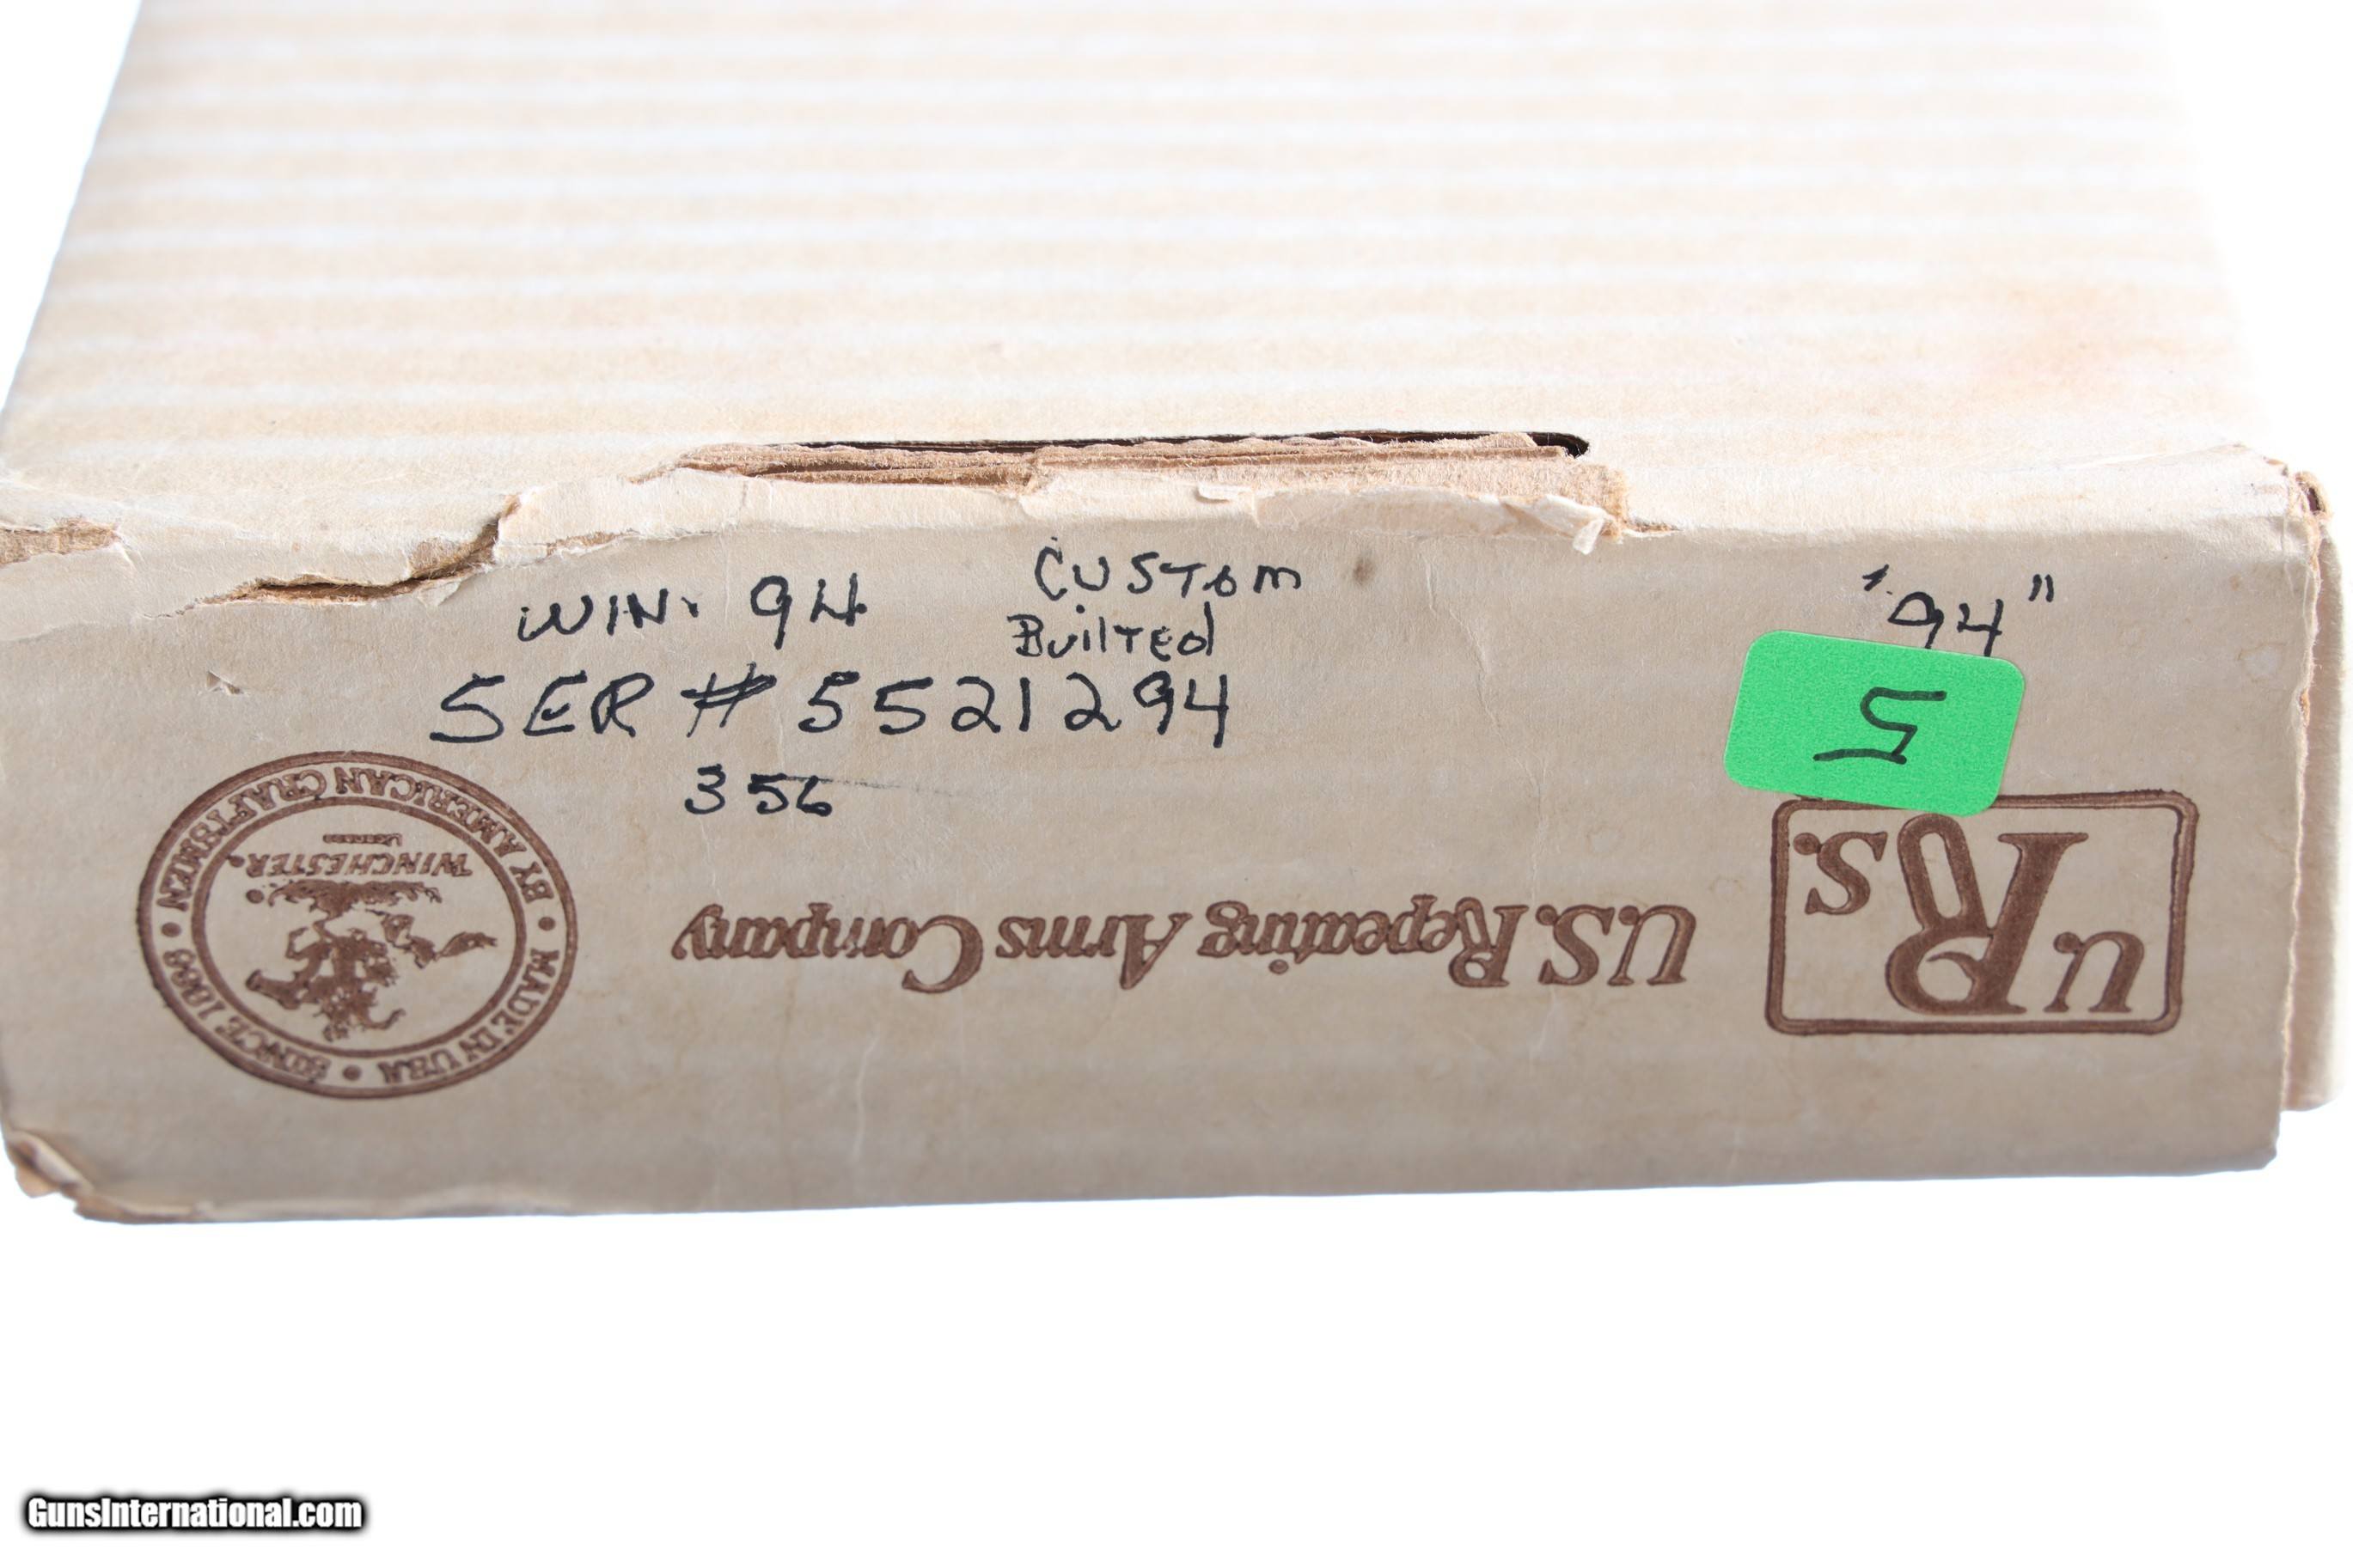 WIN. 94
CUSTOM
BuilTEd
SER # 5521294
356
"94"
5
U.S. Repeating Arms Company
U.S.
R
BY AMERICAN CRAFTSMEN • SINCE 1866 • MADE IN USA •
WINCHESTER®
GunsInternational.com